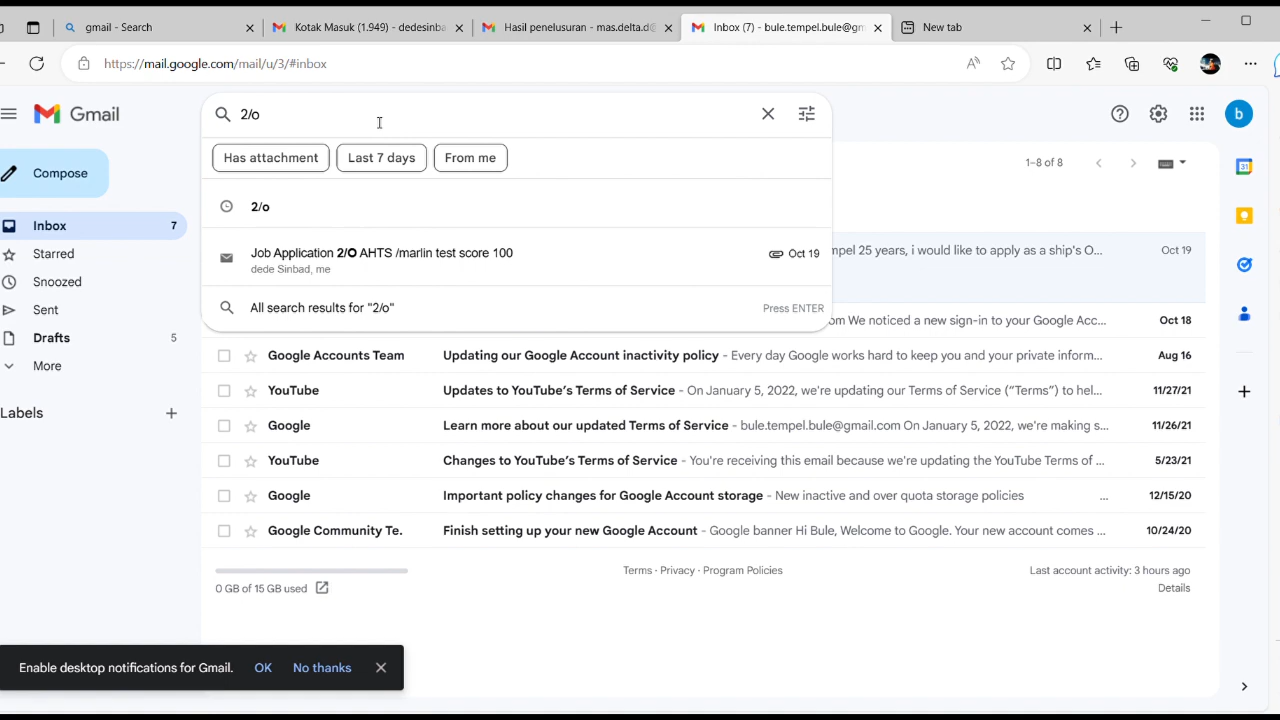 gmail - Search
Kotak Masuk (1.949) - dedesinba
Hasil penelusuran - mas.delta.d@
Inbox (7) - bule.tempel.bule@gm
New tab
https://mail.google.com/mail/u/3/#inbox
Gmail
2/o
b
Has attachment
Last 7 days
From me
1–8 of 8
Compose
2/o
Inbox 7
Job Application 2/O AHTS /marlin test score 100
Oct 19
dede Sinbad, me
mpel 25 years, i would like to apply as a ship's O... Oct 19
Starred
Snoozed
All search results for "2/o" Press ENTER
Sent
om We noticed a new sign-in to your Google Acc... Oct 18
Drafts 5
Google Accounts Team Updating our Google Account inactivity policy - Every day Google works hard to keep you and your private inform... Aug 16
More
YouTube Updates to YouTube's Terms of Service - On January 5, 2022, we're updating our Terms of Service ("Terms") to hel... 11/27/21
Labels
Google Learn more about our updated Terms of Service - bule.tempel.bule@gmail.com On January 5, 2022, we're making s... 11/26/21
YouTube Changes to YouTube's Terms of Service - You're receiving this email because we're updating the YouTube Terms of ... 5/23/21
Google Important policy changes for Google Account storage - New inactive and over quota storage policies ... 12/15/20
Google Community Te. Finish setting up your new Google Account - Google banner Hi Bule, Welcome to Google. Your new account comes ... 10/24/20
Terms · Privacy · Program Policies
Last account activity: 3 hours ago
0 GB of 15 GB used
Details
Enable desktop notifications for Gmail. OK No thanks